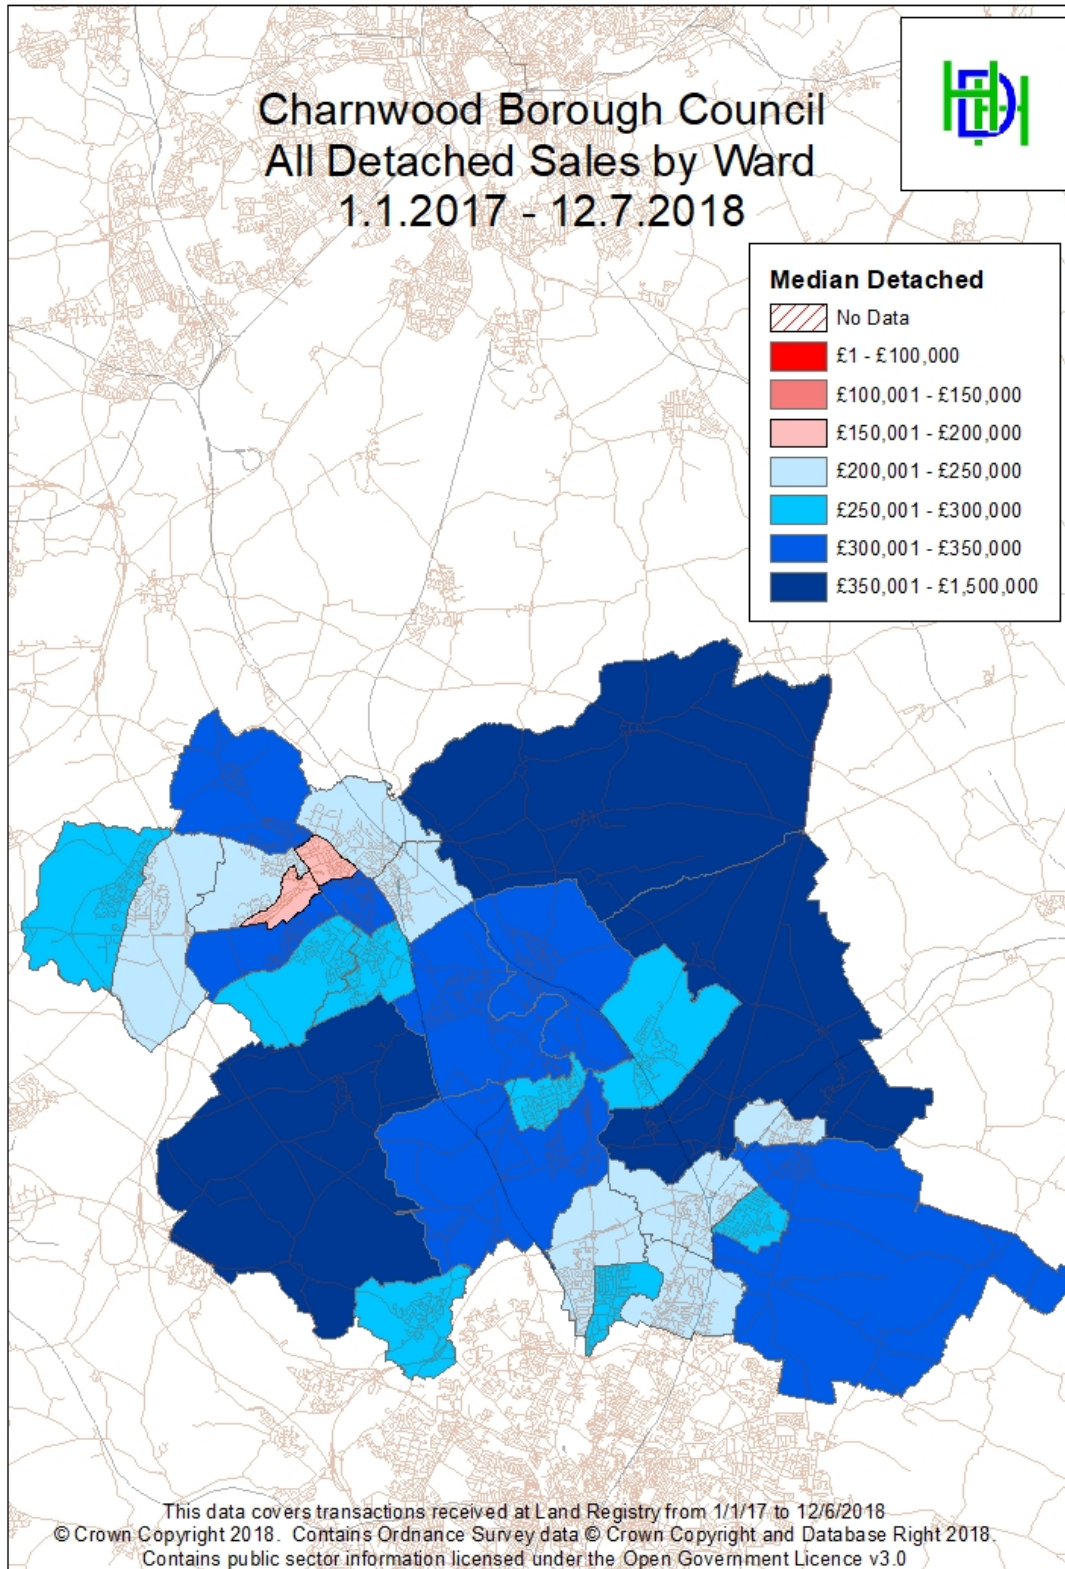 Charnwood Borough Council
All Detached Sales by Ward
1.1.2017 - 12.7.2018
HDH
Median Detached
No Data
£1 - £100,000
£100,001 - £150,000
£150,001 - £200,000
£200,001 - £250,000
£250,001 - £300,000
£300,001 - £350,000
£350,001 - £1,500,000
This data covers transactions received at Land Registry from 1/1/17 to 12/6/2018
© Crown Copyright 2018. Contains Ordnance Survey data © Crown Copyright and Database Right 2018.
Contains public sector information licensed under the Open Government Licence v3.0